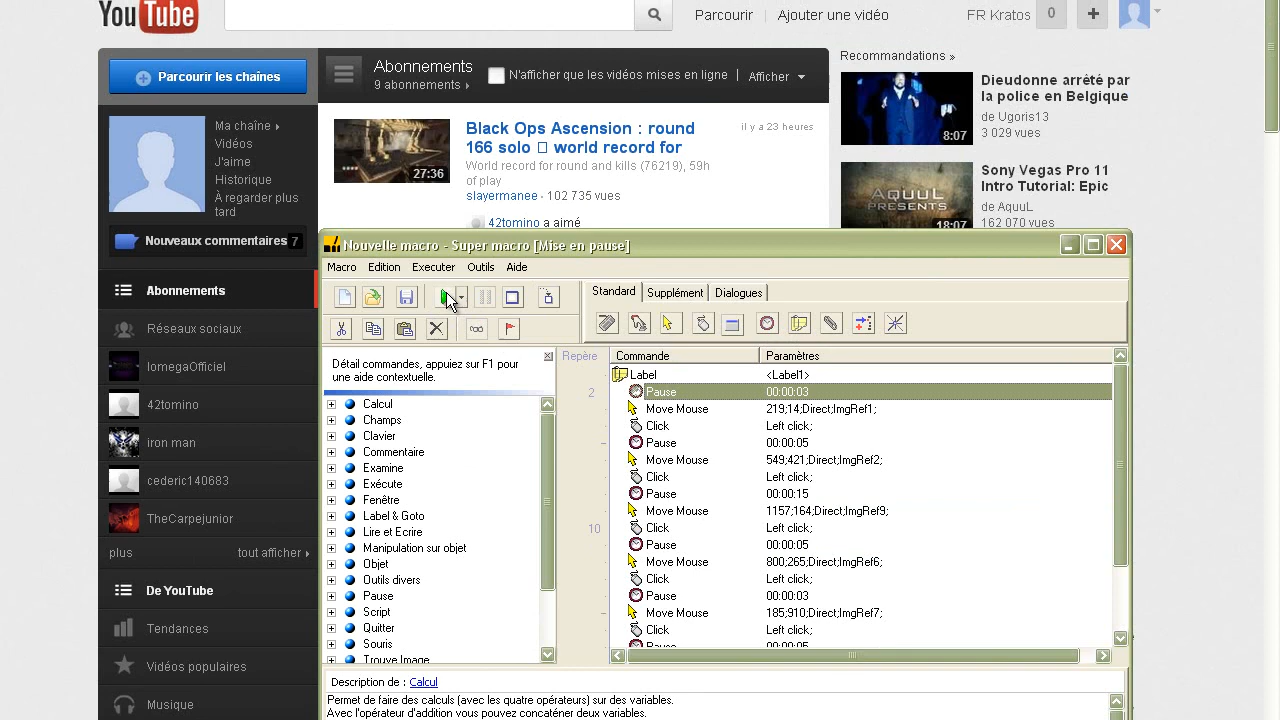 YouTube
Parcourir | Ajouter une vidéo
FR Kratos 0
Parcourir les chaînes
Ma chaîne
Vidéos
J'aime
Historique
À regarder plus
tard
Nouveaux commentaires 7
Abonnements
Réseaux sociaux
IomegaOfficiel
42tomino
iron man
cederic140683
TheCarpejunior
plus tout afficher
De YouTube
Tendances
Vidéos populaires
Musique
Abonnements
9 abonnements
N'afficher que les vidéos mises en ligne | Afficher
27:36
Black Ops Ascension : round
166 solo world record for
il y a 23 heures
World record for round and kills (76219), 59h
of play
slayermanee · 102 735 vues
42tomino a aimé
Recommandations »
8:07
Dieudonne arrêté par
la police en Belgique
de Ugoris13
3 029 vues
AQUUL
PRESENTS
18:07
Sony Vegas Pro 11
Intro Tutorial: Epic
de AquuL
162 070 vues
Nouvelle macro - Super macro [Mise en pause]
Macro Edition Executer Outils Aide
Standard Supplément Dialogues
Détail commandes, appuiez sur F1 pour
une aide contextuelle.
Calcul
Champs
Clavier
Commentaire
Examine
Exécute
Fenêtre
Label & Goto
Lire et Ecrire
Manipulation sur objet
Objet
Outils divers
Pause
Script
Quitter
Souris
Trouve Image
Repère Commande Paramètres
Label <Label1>
2 Pause 00:00:03
Move Mouse 219;14;Direct;ImgRef1;
Click Left click;
Pause 00:00:05
Move Mouse 549;421;Direct;ImgRef2;
Click Left click;
Pause 00:00:10
Move Mouse 1157;164;Direct;ImgRef9;
10 Click Left click;
Pause 00:00:05
Move Mouse 800;265;Direct;ImgRef6;
Click Left click;
Pause 00:00:03
Move Mouse 185;910;Direct;ImgRef7;
Click Left click;
Pause 00:00:05
Description de : Calcul
Permet de faire des calculs (avec les quatre opérateurs) sur des variables.
Avec l'opérateur d'addition vous pouvez concaténer deux variables.